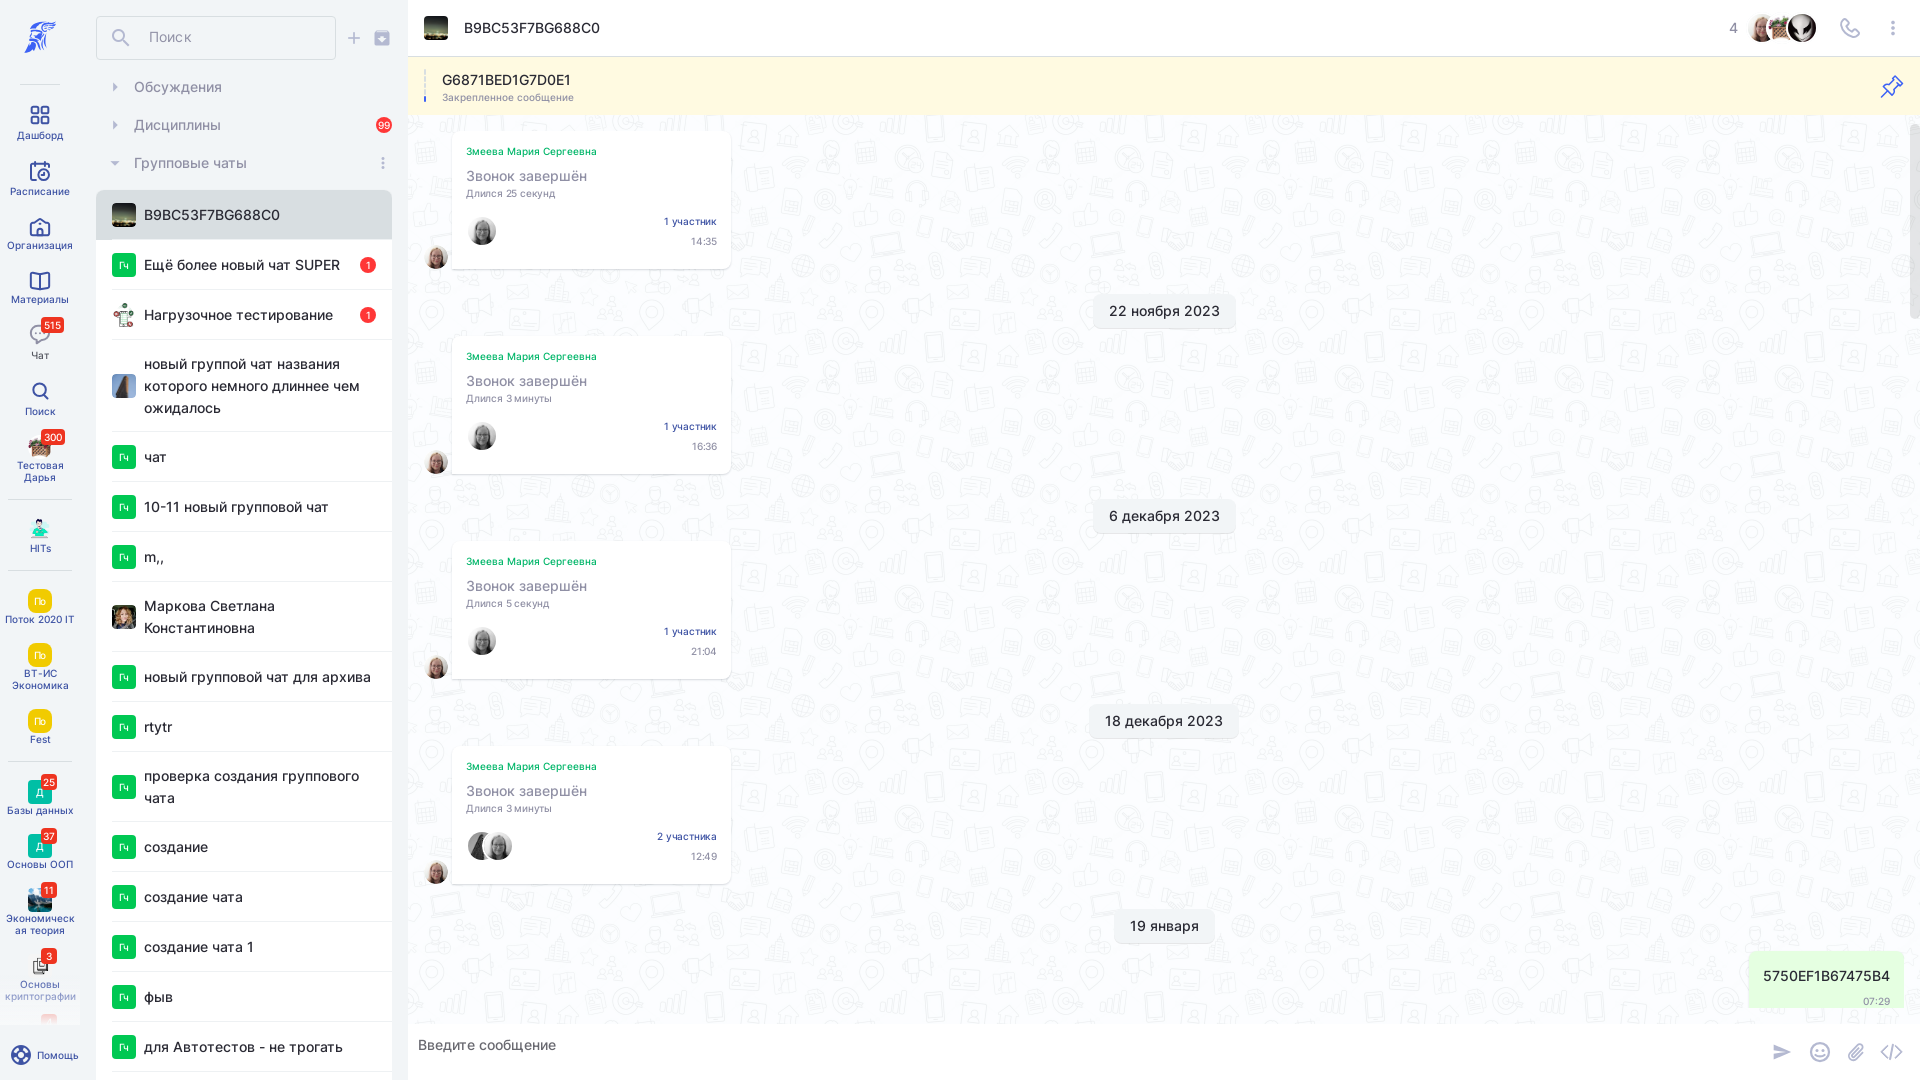 Дашборд
Расписание
Организация
Материалы
515
Чат
Поиск
300
Тестовая
Дарья
HITs
По
Поток 2020 IT
По
ВТ-ИС
Экономика
По
Fest
25
Д
Базы данных
37
Д
Основы ООП
11
Экономическ
ая теория
3
Основы
криптографии
Помощь
Поиск
Обсуждения
Дисциплины
99
Групповые чаты
B9BC53F7BG688C0
Гч
Ещё более новый чат SUPER
1
Нагрузочное тестирование
1
новый группой чат названия
которого немного длиннее чем
ожидалось
Гч
чат
Гч
10-11 новый групповой чат
Гч
m,,
Маркова Светлана
Константиновна
Гч
новый групповой чат для архива
Гч
rtytr
Гч
проверка создания группового
чата
Гч
создание
Гч
создание чата
Гч
создание чата 1
Гч
фыв
Гч
для Автотестов - не трогать
B9BC53F7BG688C0
4
G6871BED1G7D0E1
Закрепленное сообщение
Змеева Мария Сергеевна
Звонок завершён
Длился 25 секунд
1 участник
14:35
22 ноября 2023
Змеева Мария Сергеевна
Звонок завершён
Длился 3 минуты
1 участник
16:36
6 декабря 2023
Змеева Мария Сергеевна
Звонок завершён
Длился 5 секунд
1 участник
21:04
18 декабря 2023
Змеева Мария Сергеевна
Звонок завершён
Длился 3 минуты
2 участника
12:49
19 января
5750EF1B67475B4
07:29
Введите сообщение